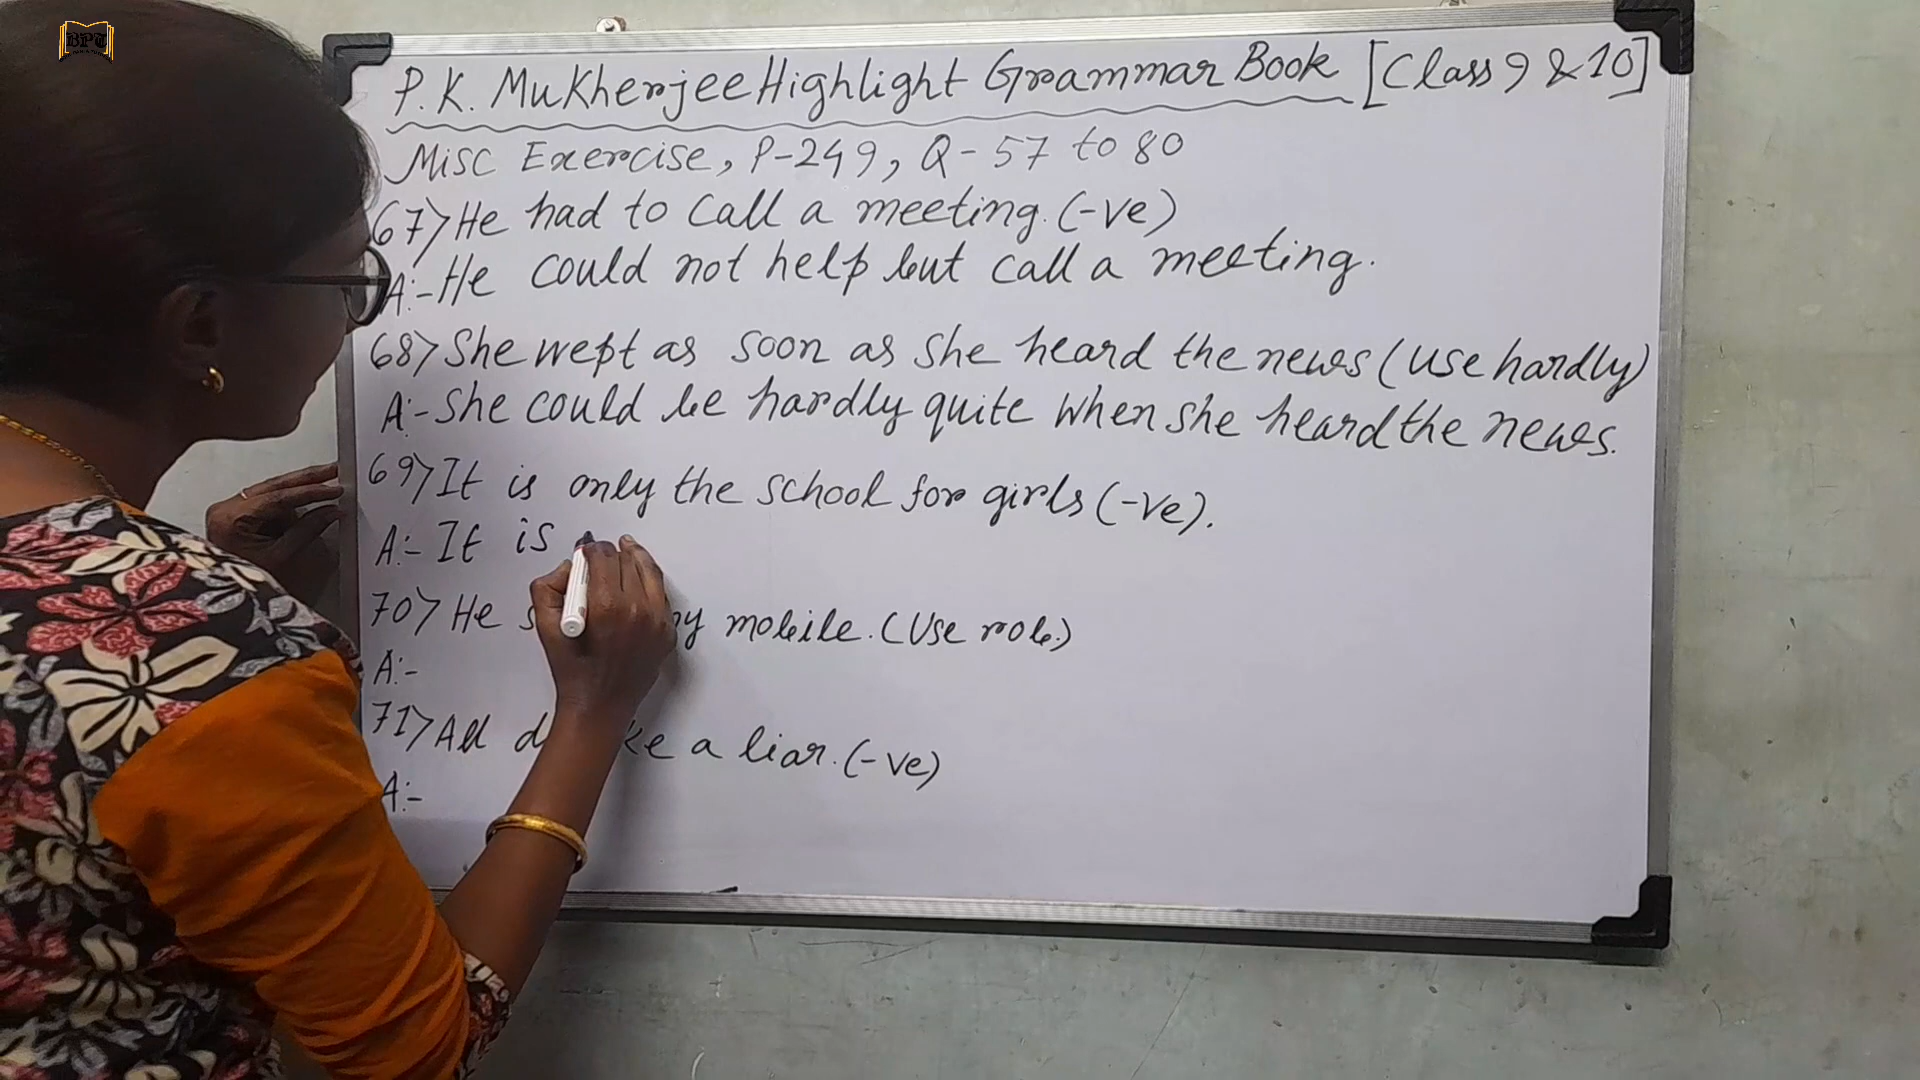 BPT
P.K. Mukherjee Highlight Grammar Book [Class 9 & 10]
Misc Exercise, P-249, Q-57 to 80
67> He had to call a meeting. (-ve)
A:- He could not help but call a meeting.
68> She wept as soon as she heard the news (Use hardly)
A:- She could be hardly quite when she heard the news.
69> It is only the school for girls (-ve).
A:- It is
70> He my mobile. (Use rob.)
A:-
71> All a liar. (-ve)
A:-